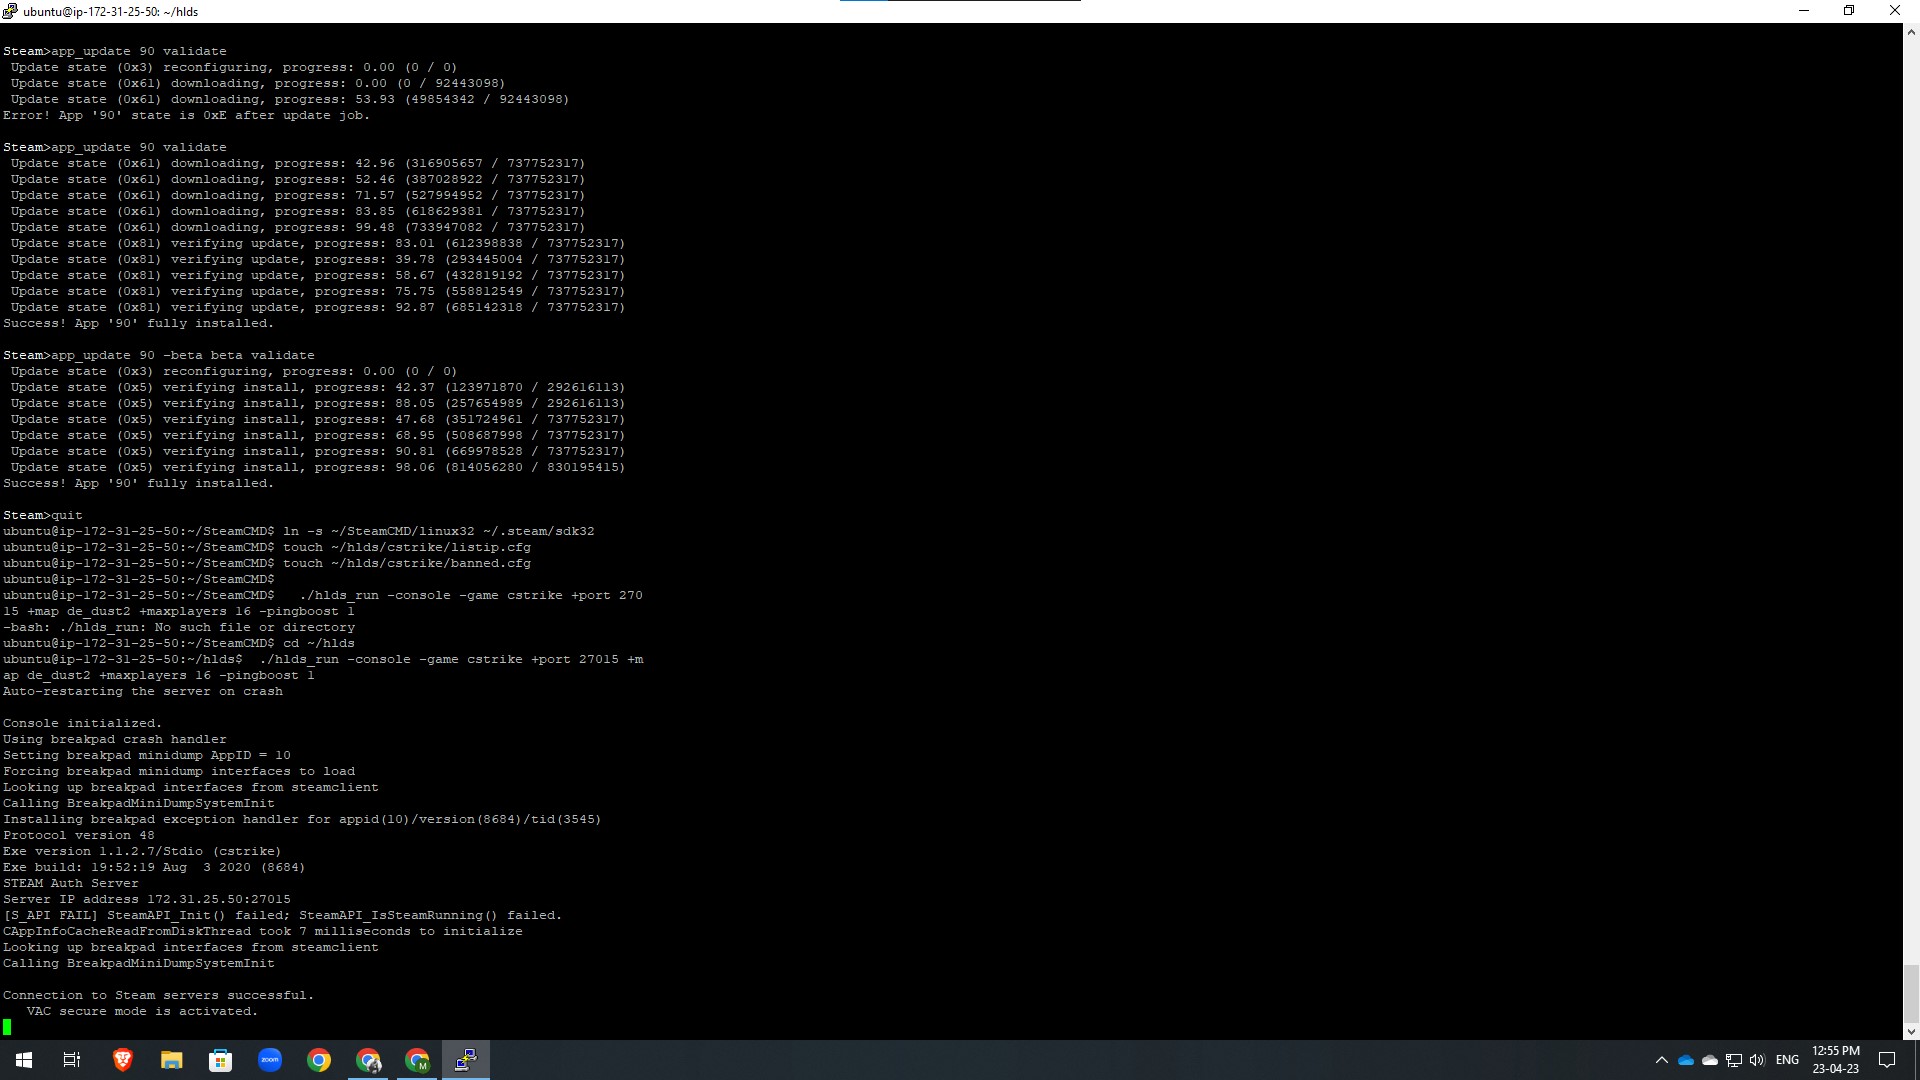 ubuntu@ip-172-31-25-50: ~/hlds
Steam>app_update 90 validate
Update state (0x3) reconfiguring, progress: 0.00 (0 / 0)
Update state (0x61) downloading, progress: 0.00 (0 / 92443098)
Update state (0x61) downloading, progress: 53.93 (49854342 / 92443098)
Error! App '90' state is 0xE after update job.
Steam>app_update 90 validate
Update state (0x61) downloading, progress: 42.96 (316905657 / 737752317)
Update state (0x61) downloading, progress: 52.46 (387028922 / 737752317)
Update state (0x61) downloading, progress: 71.57 (527994952 / 737752317)
Update state (0x61) downloading, progress: 83.85 (618629381 / 737752317)
Update state (0x61) downloading, progress: 99.48 (733947082 / 737752317)
Update state (0x81) verifying update, progress: 83.01 (612398838 / 737752317)
Update state (0x81) verifying update, progress: 39.78 (293445004 / 737752317)
Update state (0x81) verifying update, progress: 58.67 (432819192 / 737752317)
Update state (0x81) verifying update, progress: 75.75 (558812549 / 737752317)
Update state (0x81) verifying update, progress: 92.87 (685142318 / 737752317)
Success! App '90' fully installed.
Steam>app_update 90 -beta beta validate
Update state (0x3) reconfiguring, progress: 0.00 (0 / 0)
Update state (0x5) verifying install, progress: 42.37 (123971870 / 292616113)
Update state (0x5) verifying install, progress: 88.05 (257654989 / 292616113)
Update state (0x5) verifying install, progress: 47.68 (351724961 / 737752317)
Update state (0x5) verifying install, progress: 68.95 (508687998 / 737752317)
Update state (0x5) verifying install, progress: 90.81 (669978528 / 737752317)
Update state (0x5) verifying install, progress: 98.06 (814056280 / 830195415)
Success! App '90' fully installed.
Steam>quit
ubuntu@ip-172-31-25-50:~/SteamCMD$ ln -s ~/SteamCMD/linux32 ~/.steam/sdk32
ubuntu@ip-172-31-25-50:~/SteamCMD$ touch ~/hlds/cstrike/listip.cfg
ubuntu@ip-172-31-25-50:~/SteamCMD$ touch ~/hlds/cstrike/banned.cfg
ubuntu@ip-172-31-25-50:~/SteamCMD$
ubuntu@ip-172-31-25-50:~/SteamCMD$   ./hlds_run -console -game cstrike +port 270
15 +map de_dust2 +maxplayers 16 -pingboost 1
-bash: ./hlds_run: No such file or directory
ubuntu@ip-172-31-25-50:~/SteamCMD$ cd ~/hlds
ubuntu@ip-172-31-25-50:~/hlds$  ./hlds_run -console -game cstrike +port 27015 +m
ap de_dust2 +maxplayers 16 -pingboost 1
Auto-restarting the server on crash
Console initialized.
Using breakpad crash handler
Setting breakpad minidump AppID = 10
Forcing breakpad minidump interfaces to load
Looking up breakpad interfaces from steamclient
Calling BreakpadMiniDumpSystemInit
Installing breakpad exception handler for appid(10)/version(8684)/tid(3545)
Protocol version 48
Exe version 1.1.2.7/Stdio (cstrike)
Exe build: 19:52:19 Aug  3 2020 (8684)
STEAM Auth Server
Server IP address 172.31.25.50:27015
[S_API FAIL] SteamAPI_Init() failed; SteamAPI_IsSteamRunning() failed.
CAppInfoCacheReadFromDiskThread took 7 milliseconds to initialize
Looking up breakpad interfaces from steamclient
Calling BreakpadMiniDumpSystemInit
Connection to Steam servers successful.
VAC secure mode is activated.
zoom
M
ENG
12:55 PM
23-04-23